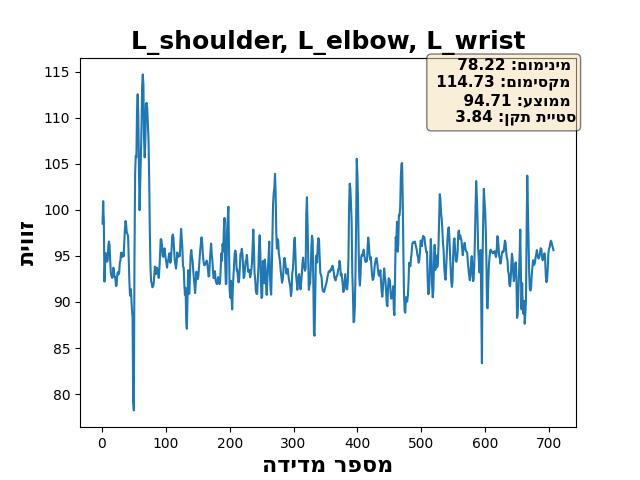 L_shoulder, L_elbow, L_wrist
מינימום: 78.22
מקסימום: 114.73
ממוצע: 94.71
סטיית תקן: 3.84
115
110
105
100
95
90
85
80
זווית
0 100 200 300 400 500 600 700
מספר מדידה